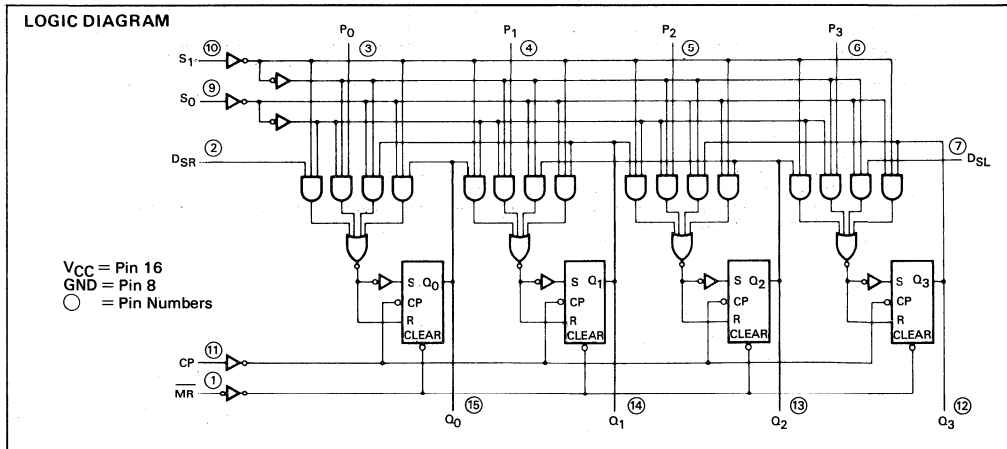 LOGIC DIAGRAM
P0 P1 P2 P3
3 4 5 6
S1 10
S0 9
DSR 2
7 DSL
VCC = Pin 16
GND = Pin 8
○ = Pin Numbers
S Q0 S Q1 S Q2 S Q3
CP CP CP CP
R R R R
CLEAR CLEAR CLEAR CLEAR
CP 11
M̅R̅ 1
Q0 15 Q1 14 Q2 13 Q3 12